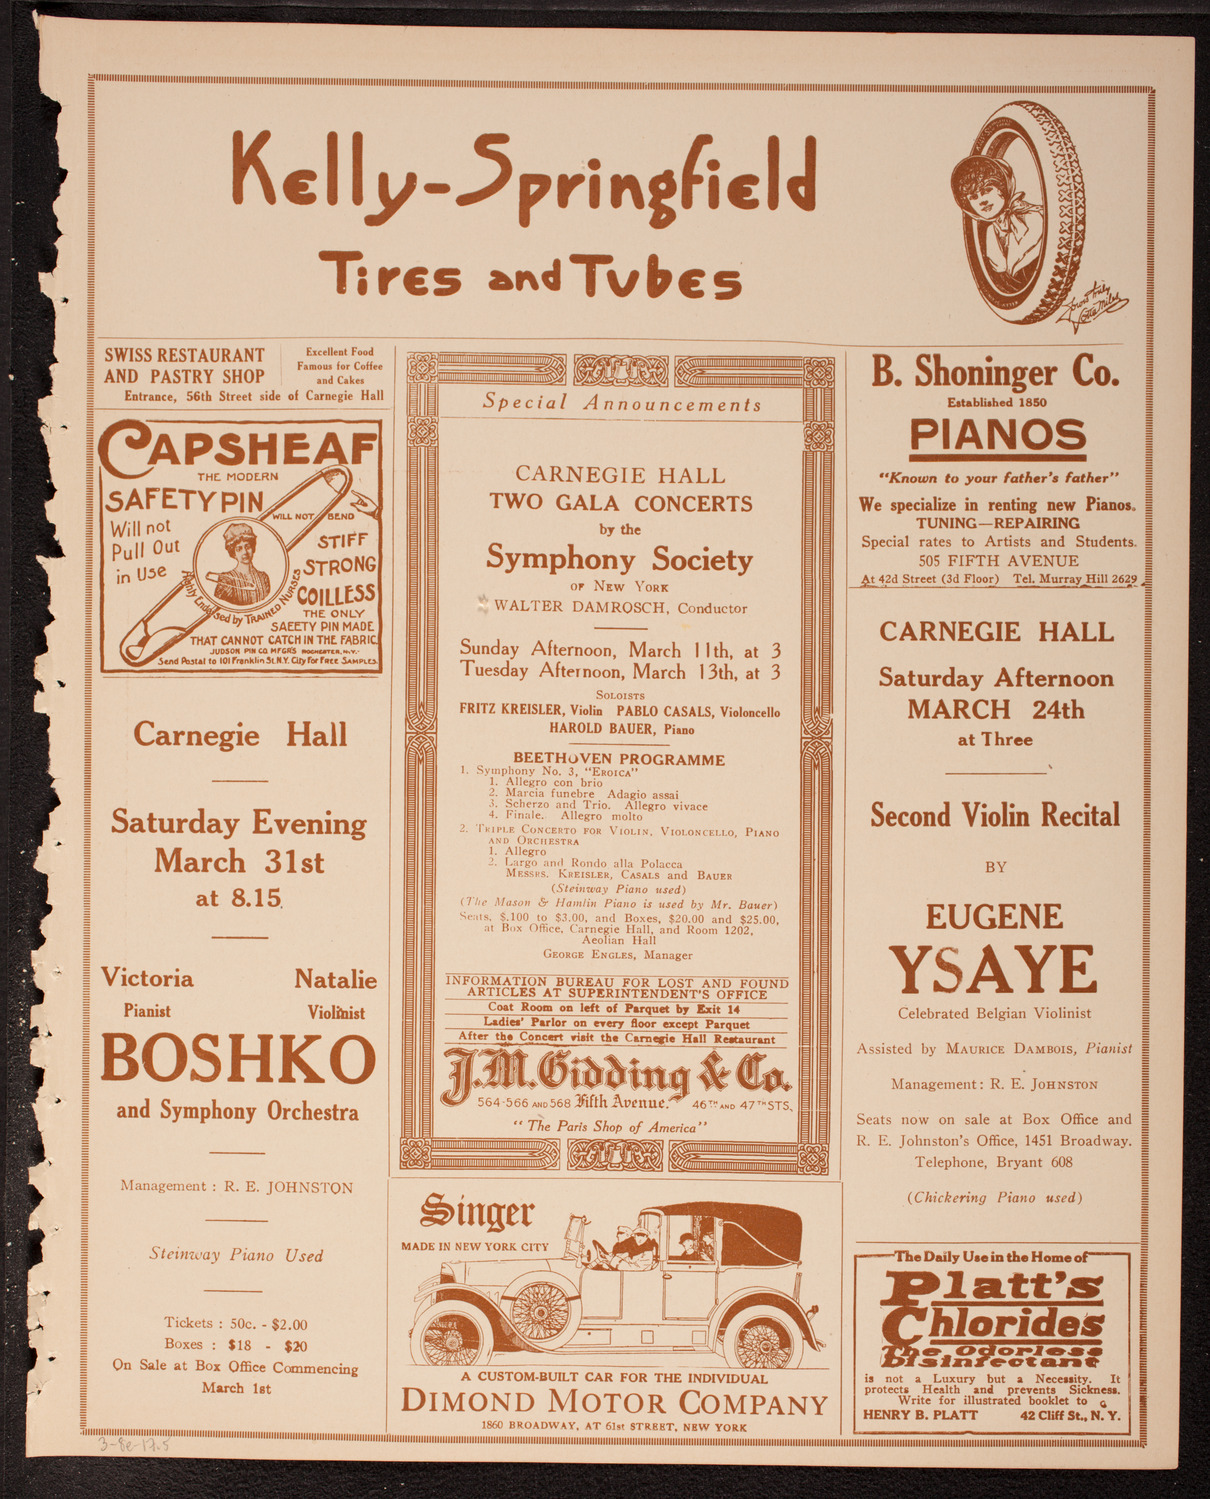 Kelly-Springfield
Tires and Tubes
SWISS RESTAURANT
AND PASTRY SHOP
Excellent Food
Famous for Coffee
and Cakes
Entrance, 56th Street side of Carnegie Hall
CAPSHEAF
THE MODERN
SAFETY PIN
WILL NOT BEND
Will not
Pull Out
in Use
STIFF
STRONG
COILLESS
Highly Endorsed by TRAINED NURSES
THE ONLY
SAEETY PIN MADE
THAT CANNOT CATCH IN THE FABRIC.
JUDSON PIN CO. MFGRS ROCHESTER, N.Y.
Send Postal to 101 Franklin St. N.Y. City for Free SAMPLES.
Carnegie Hall
Saturday Evening
March 31st
at 8.15
Victoria Natalie
Pianist Violinist
BOSHKO
and Symphony Orchestra
Management : R. E. JOHNSTON
Steinway Piano Used
Tickets : 50c. - $2.00
Boxes : $18 - $20
On Sale at Box Office Commencing
March 1st
Special Announcements
CARNEGIE HALL
TWO GALA CONCERTS
by the
Symphony Society
OF NEW YORK
WALTER DAMROSCH, Conductor
Sunday Afternoon, March 11th, at 3
Tuesday Afternoon, March 13th, at 3
SOLOISTS
FRITZ KREISLER, Violin PABLO CASALS, Violoncello
HAROLD BAUER, Piano
BEETHOVEN PROGRAMME
1. Symphony No. 3, "EROICA"
1. Allegro con brio
2. Marcia funebre Adagio assai
3. Scherzo and Trio. Allegro vivace
4. Finale. Allegro molto
2. TRIPLE CONCERTO FOR VIOLIN, VIOLONCELLO, PIANO
AND ORCHESTRA
1. Allegro
2. Largo and Rondo alla Polacca
MESSRS. KREISLER, CASALS and BAUER
(Steinway Piano used)
(The Mason & Hamlin Piano is used by Mr. Bauer)
Seats, $.100 to $3.00, and Boxes, $20.00 and $25.00,
at Box Office, Carnegie Hall, and Room 1202,
Aeolian Hall
GEORGE ENGLES, Manager
INFORMATION BUREAU FOR LOST AND FOUND
ARTICLES AT SUPERINTENDENT'S OFFICE
Coat Room on left of Parquet by Exit 14
Ladies' Parlor on every floor except Parquet
After the Concert visit the Carnegie Hall Restaurant
J.M. Gidding & Co.
564-566 AND 568 Fifth Avenue. 46TH AND 47TH STS.
"The Paris Shop of America"
Singer
MADE IN NEW YORK CITY
A CUSTOM-BUILT CAR FOR THE INDIVIDUAL
DIMOND MOTOR COMPANY
1860 BROADWAY, AT 61st STREET, NEW YORK
B. Shoninger Co.
Established 1850
PIANOS
"Known to your father's father"
We specialize in renting new Pianos.
TUNING—REPAIRING
Special rates to Artists and Students.
505 FIFTH AVENUE
At 42d Street (3d Floor) Tel. Murray Hill 2629
CARNEGIE HALL
Saturday Afternoon
MARCH 24th
at Three
Second Violin Recital
BY
EUGENE
YSAYE
Celebrated Belgian Violinist
Assisted by MAURICE DAMBOIS, Pianist
Management: R. E. JOHNSTON
Seats now on sale at Box Office and
R. E. Johnston's Office, 1451 Broadway.
Telephone, Bryant 608
(Chickering Piano used)
The Daily Use in the Home of
Platt's
Chlorides
The Odorless
Disinfectant
is not a Luxury but a Necessity. It
protects Health and prevents Sickness.
Write for illustrated booklet to
HENRY B. PLATT 42 Cliff St., N. Y.
3-8e-17.5